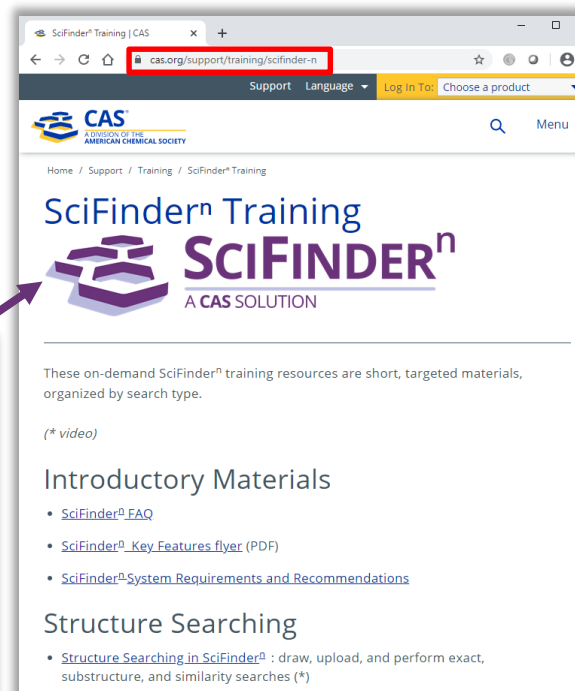 SciFinder® Training | CAS
cas.org/support/training/scifinder-n
Support Language Log In To: Choose a product
CAS
A DIVISION OF THE
AMERICAN CHEMICAL SOCIETY
Menu
Home / Support / Training / SciFinder® Training
SciFinderⁿ Training
SCIFINDERⁿ
A CAS SOLUTION
These on-demand SciFinderⁿ training resources are short, targeted materials,
organized by search type.
(* video)
Introductory Materials
• SciFinderⁿ FAQ
• SciFinderⁿ Key Features flyer (PDF)
• SciFinderⁿ System Requirements and Recommendations
Structure Searching
• Structure Searching in SciFinderⁿ : draw, upload, and perform exact,
substructure, and similarity searches (*)